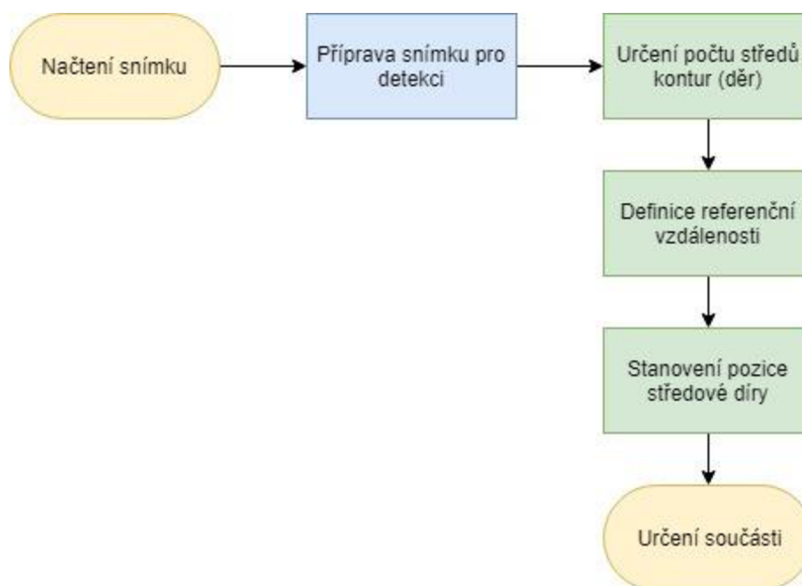 Načtení snímku
Příprava snímku pro
detekci
Určení počtu středů
kontur (děr)
Definice referenční
vzdálenosti
Stanovení pozice
středové díry
Určení součásti